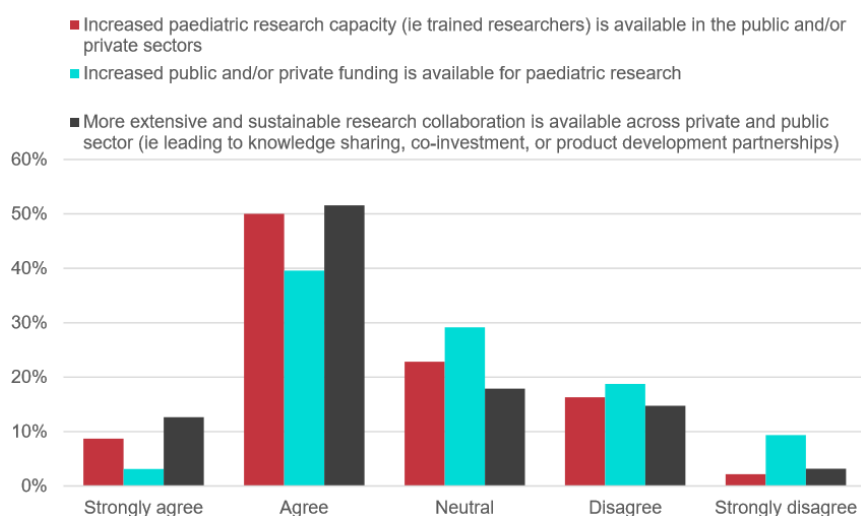 Increased paediatric research capacity (ie trained researchers) is available in the public and/or
private sectors
Increased public and/or private funding is available for paediatric research
More extensive and sustainable research collaboration is available across private and public
sector (ie leading to knowledge sharing, co-investment, or product development partnerships)
60%
50%
40%
30%
20%
10%
0%
Strongly agree Agree Neutral Disagree Strongly disagree